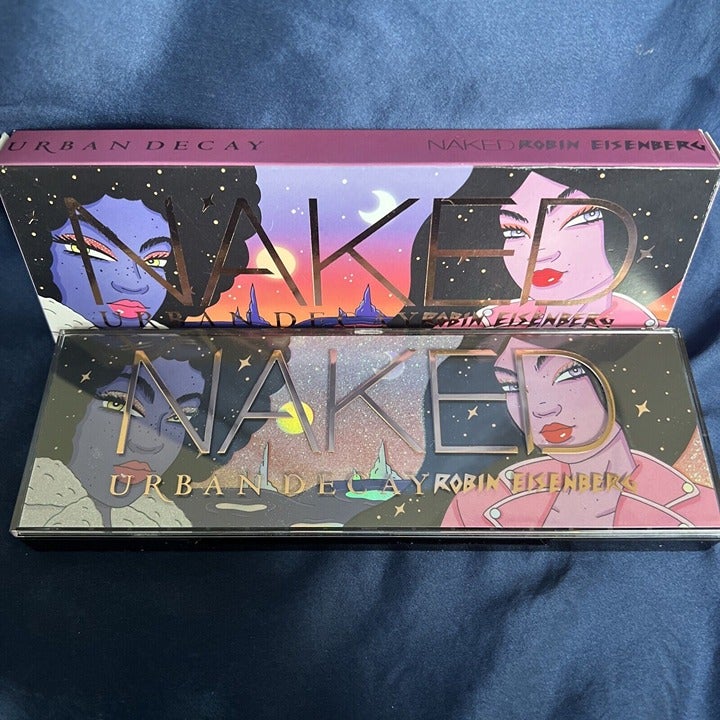 URBAN DECAY NAKED ROBIN EISENBERG
NAKED
URBAN DECAY ROBIN EISENBERG
NAKED
URBAN DECAY ROBIN EISENBERG